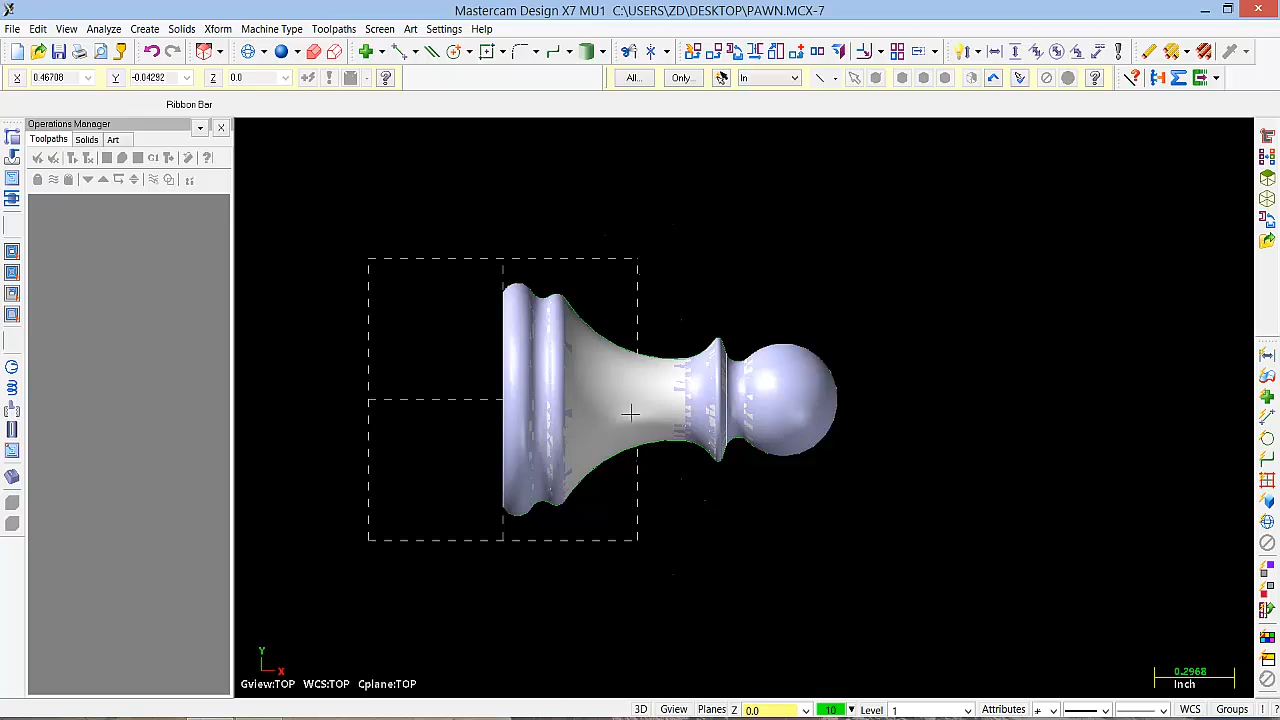 Mastercam Design X7 MU1 C:\USERS\ZD\DESKTOP\PAWN.MCX-7
File Edit View Analyze Create Solids Xform Machine Type Toolpaths Screen Art Settings Help
X 0.46708 Y -0.04292 Z 0.0 All... Only... In
Ribbon Bar
Operations Manager
Toolpaths Solids Art
G1
Y
X
Gview:TOP WCS:TOP Cplane:TOP
0.2968
Inch
3D Gview Planes Z 0.0 10 Level 1 Attributes WCS Groups